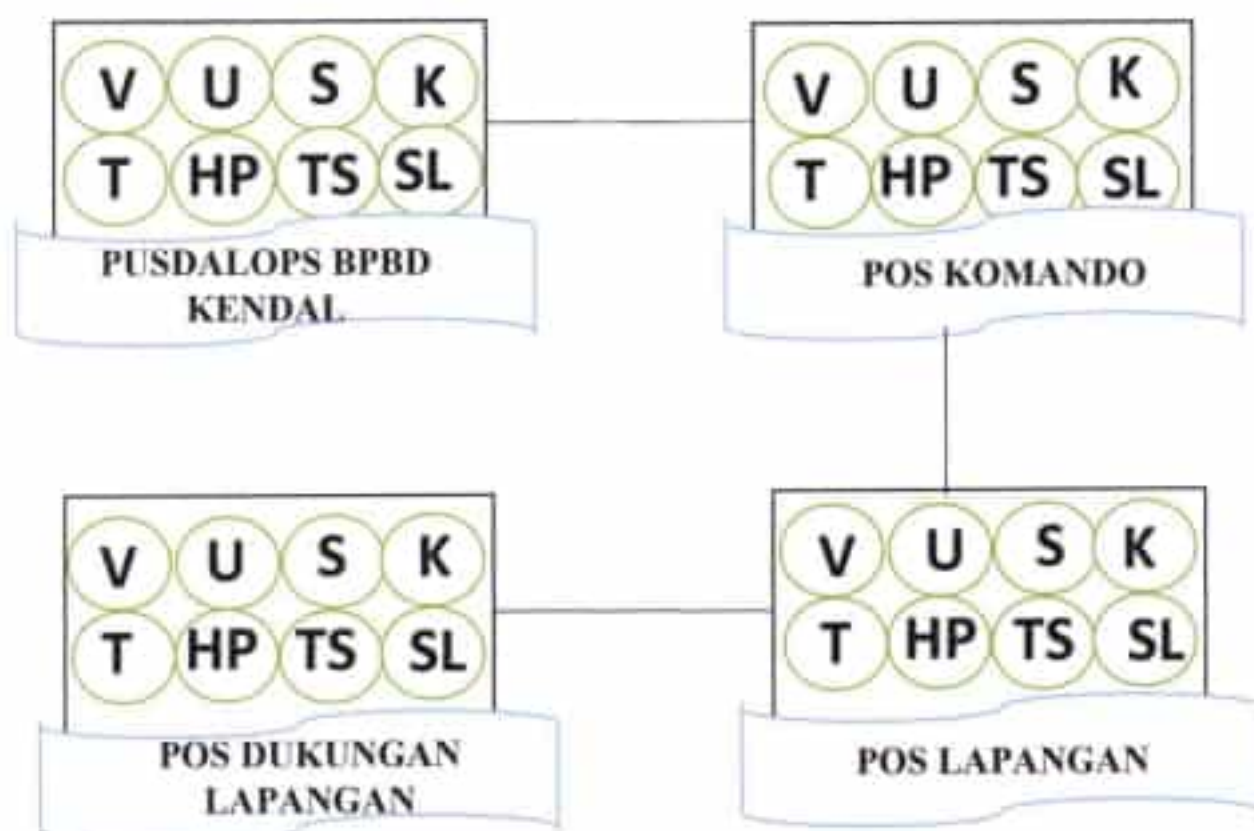 V U S K
T HP TS SL
PUSDALOPS BPBD
KENDAL
V U S K
T HP TS SL
POS KOMANDO
V U S K
T HP TS SL
POS DUKUNGAN
LAPANGAN
V U S K
T HP TS SL
POS LAPANGAN